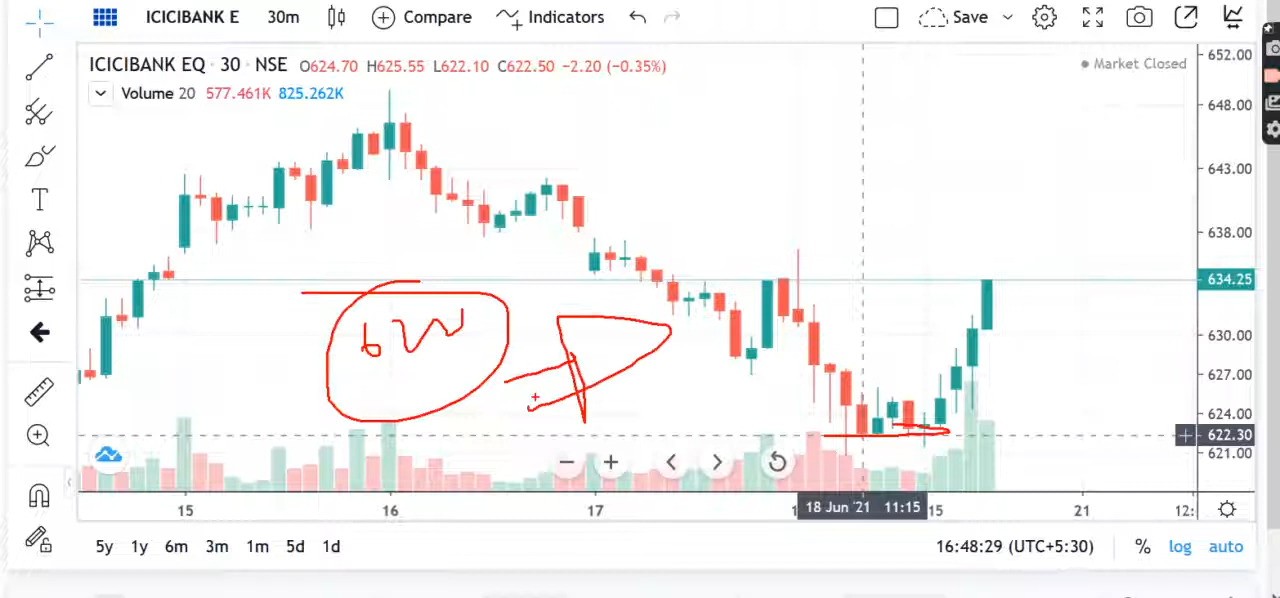 ICICIBANK E 30m Compare Indicators Save
ICICIBANK EQ · 30 · NSE O624.70 H625.55 L622.10 C622.50 −2.20 (−0.35%)
Market Closed
Volume 20 577.461K 825.262K
652.00
648.00
643.00
638.00
634.25
630.00
627.00
624.00
622.30
621.00
15 16 17 18 Jun '21 11:15 15 21 12:
5y 1y 6m 3m 1m 5d 1d 16:48:29 (UTC+5:30) % log auto